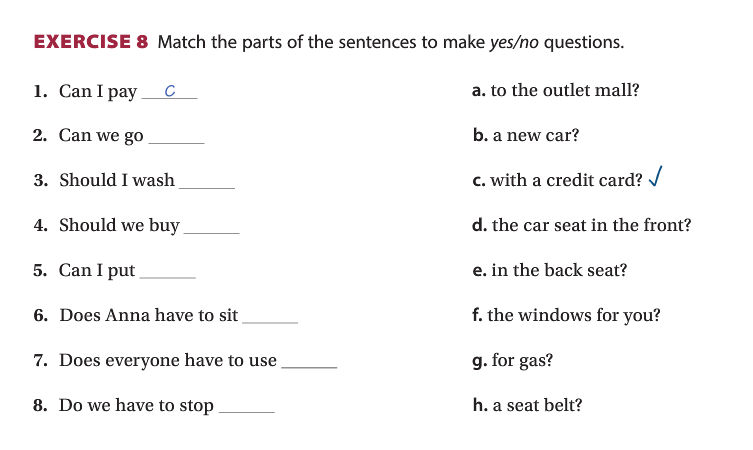 EXERCISE 8 Match the parts of the sentences to make yes/no questions.
1. Can I pay c a. to the outlet mall?
2. Can we go ______ b. a new car?
3. Should I wash ______ c. with a credit card? ✓
4. Should we buy ______ d. the car seat in the front?
5. Can I put ______ e. in the back seat?
6. Does Anna have to sit ______ f. the windows for you?
7. Does everyone have to use ______ g. for gas?
8. Do we have to stop ______ h. a seat belt?